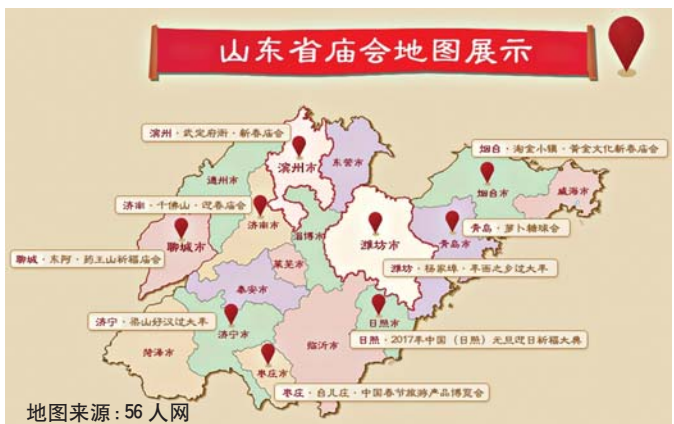 山东省庙会地图展示
滨州·武定府衙·新春庙会
烟台·淘金小镇·黄金文化新春庙会
滨州市
东营市
德州市
烟台市
威海市
济南·千佛山·迎春庙会
济南市
淄博市
青岛·萝卜糖球会
聊城市
潍坊市
青岛市
聊城·东阿·药王山祈福庙会
莱芜市
潍坊·杨家埠·年画之乡过大年
泰安市
济宁·梁山好汉过大年
济宁市
日照市
临沂市
日照·2017年中国（日照）元旦迎日祈福大典
菏泽市
枣庄市
枣庄·台儿庄·中国春节旅游产品博览会
地图来源:56人网